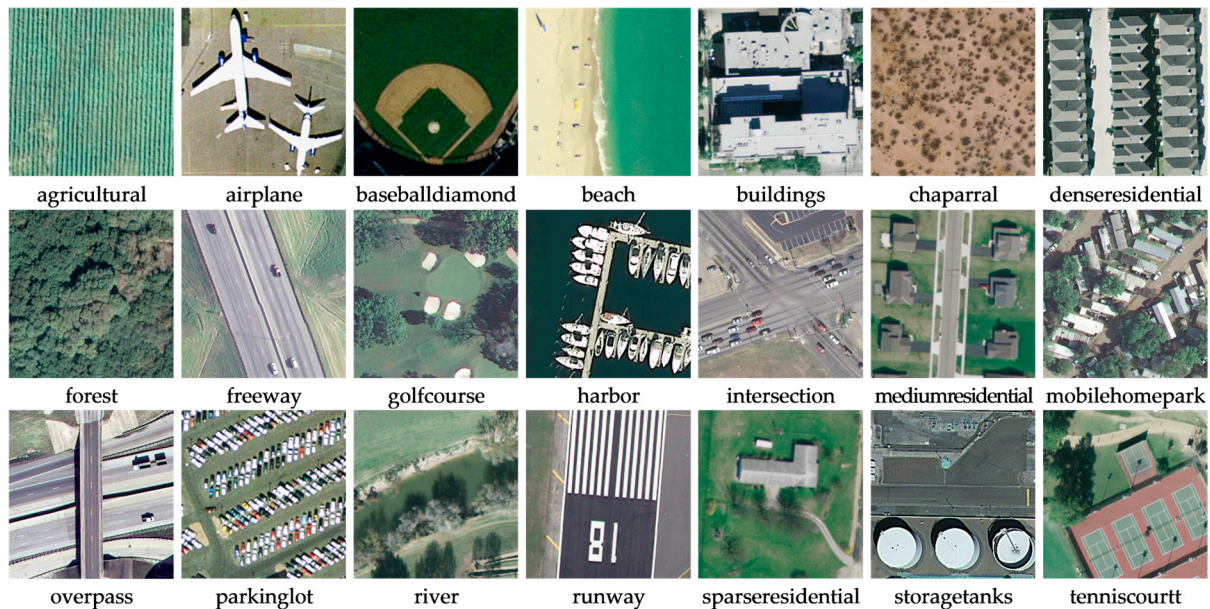 agricultural airplane baseballdiamond beach buildings chaparral denseresidential
forest freeway golfcourse harbor intersection mediumresidential mobilehomepark
18
overpass parkinglot river runway sparseresidential storagetanks tenniscourtt